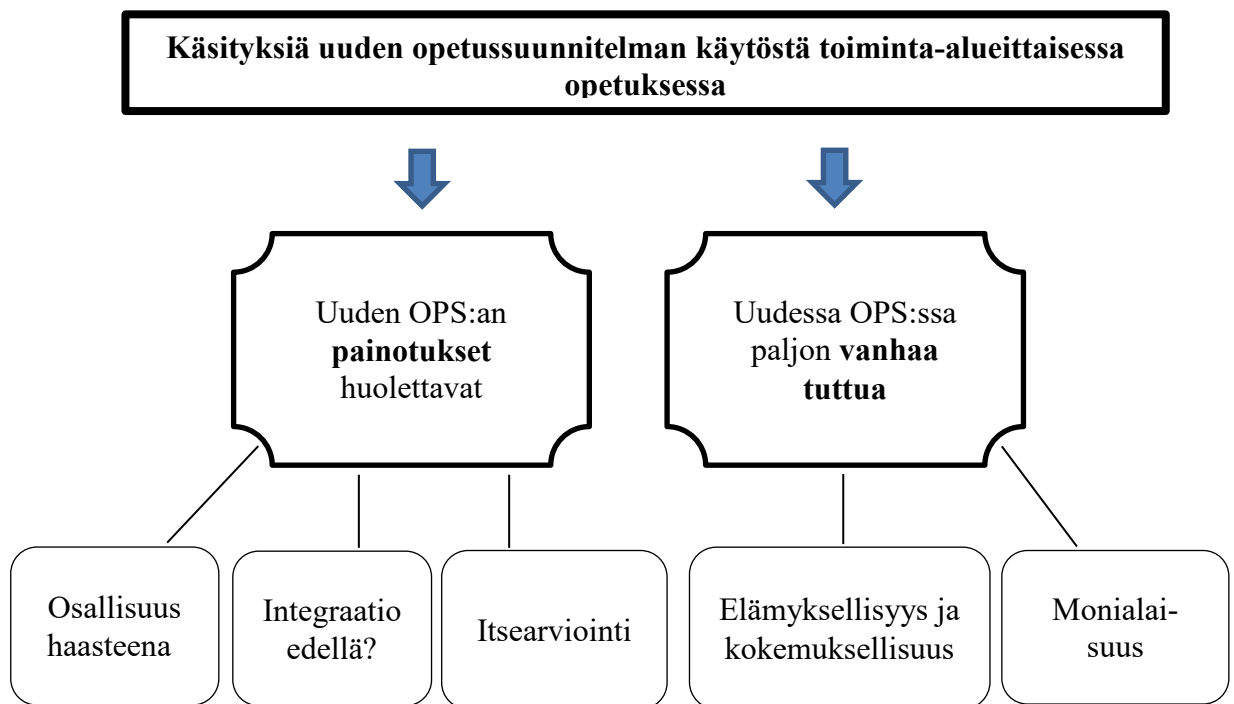 Käsityksiä uuden opetussuunnitelman käytöstä toiminta-alueittaisessa
opetuksessa
Uuden OPS:an
painotukset
huolettavat
Uudessa OPS:ssa
paljon vanhaa
tuttua
Osallisuus
haasteena
Integraatio
edellä?
Itsearviointi
Elämyksellisyys ja
kokemuksellisuus
Monialai-
suus